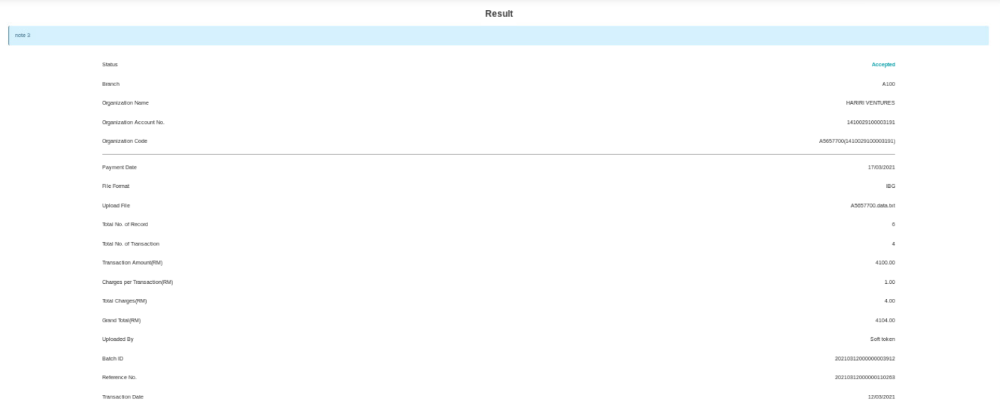 Result
note 3
Status Accepted
Branch A100
Organization Name HARIRI VENTURES
Organization Account No. 1410029100003191
Organization Code A5657700(1410029100003191)
Payment Date 17/03/2021
File Format IBG
Upload File A5657700.data.txt
Total No. of Record 6
Total No. of Transaction 4
Transaction Amount(RM) 4100.00
Charges per Transaction(RM) 1.00
Total Charges(RM) 4.00
Grand Total(RM) 4104.00
Uploaded By Soft token
Batch ID 20210312000000003912
Reference No. 20210312000000110263
Transaction Date 12/03/2021